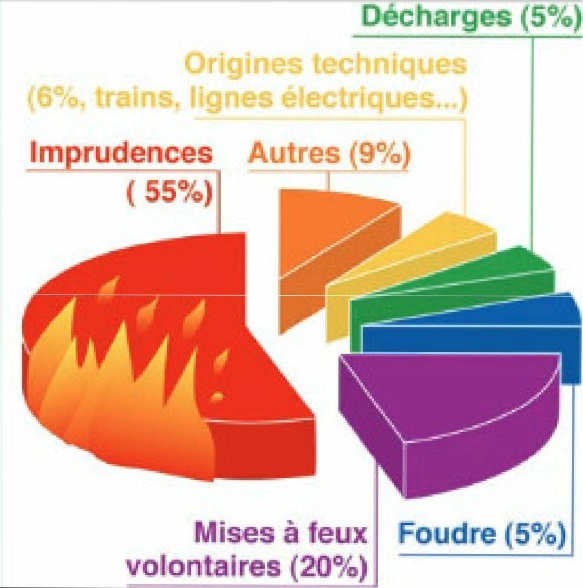 Décharges (5%)
Origines techniques
(6%, trains, lignes électriques...)
Imprudences
( 55%)
Autres (9%)
Mises à feux
volontaires (20%)
Foudre (5%)